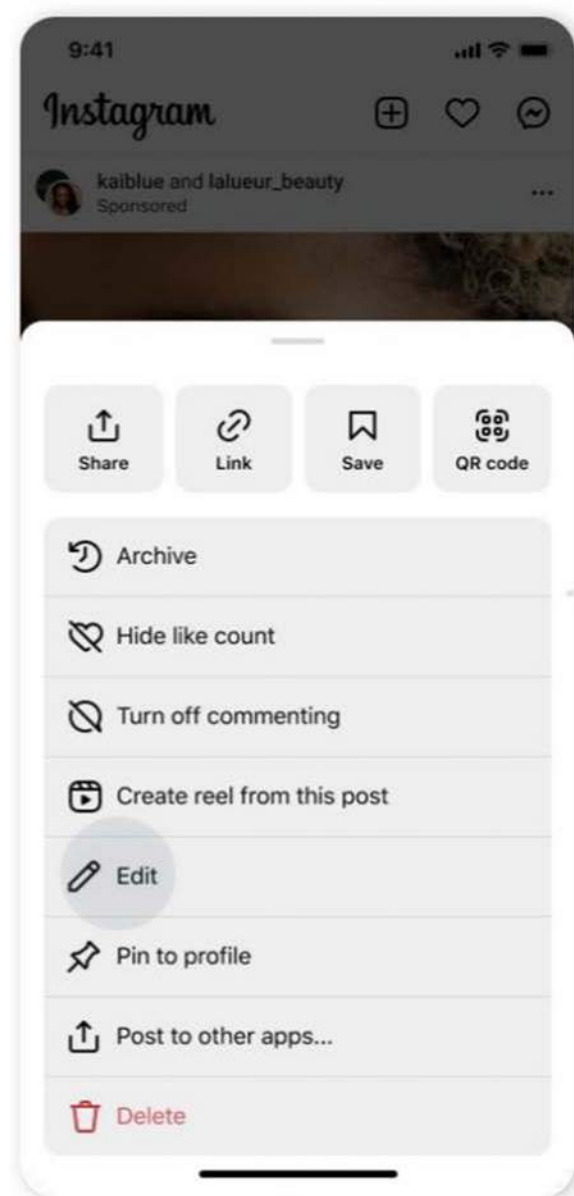 9:41
Instagram
kaiblue and lalueur_beauty
Sponsored
Share
Link
Save
QR code
Archive
Hide like count
Turn off commenting
Create reel from this post
Edit
Pin to profile
Post to other apps...
Delete